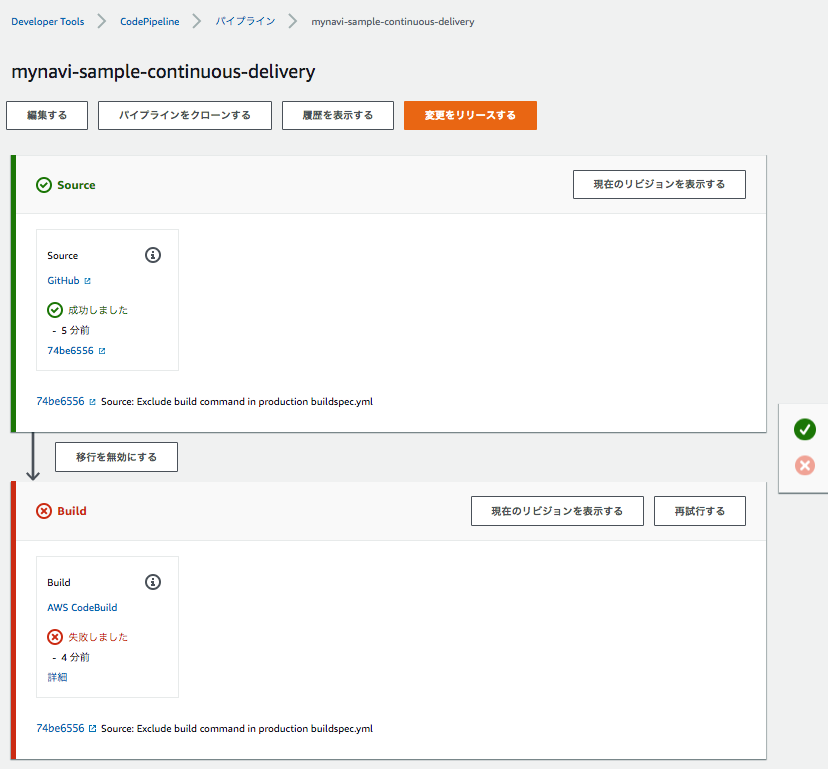 Developer Tools CodePipeline パイプライン mynavi-sample-continuous-delivery
mynavi-sample-continuous-delivery
編集する パイプラインをクローンする 履歴を表示する 変更をリリースする
Source 現在のリビジョンを表示する
Source
GitHub
成功しました
- 5 分前
74be6556
74be6556 Source: Exclude build command in production buildspec.yml
移行を無効にする
Build 現在のリビジョンを表示する 再試行する
Build
AWS CodeBuild
失敗しました
- 4 分前
詳細
74be6556 Source: Exclude build command in production buildspec.yml